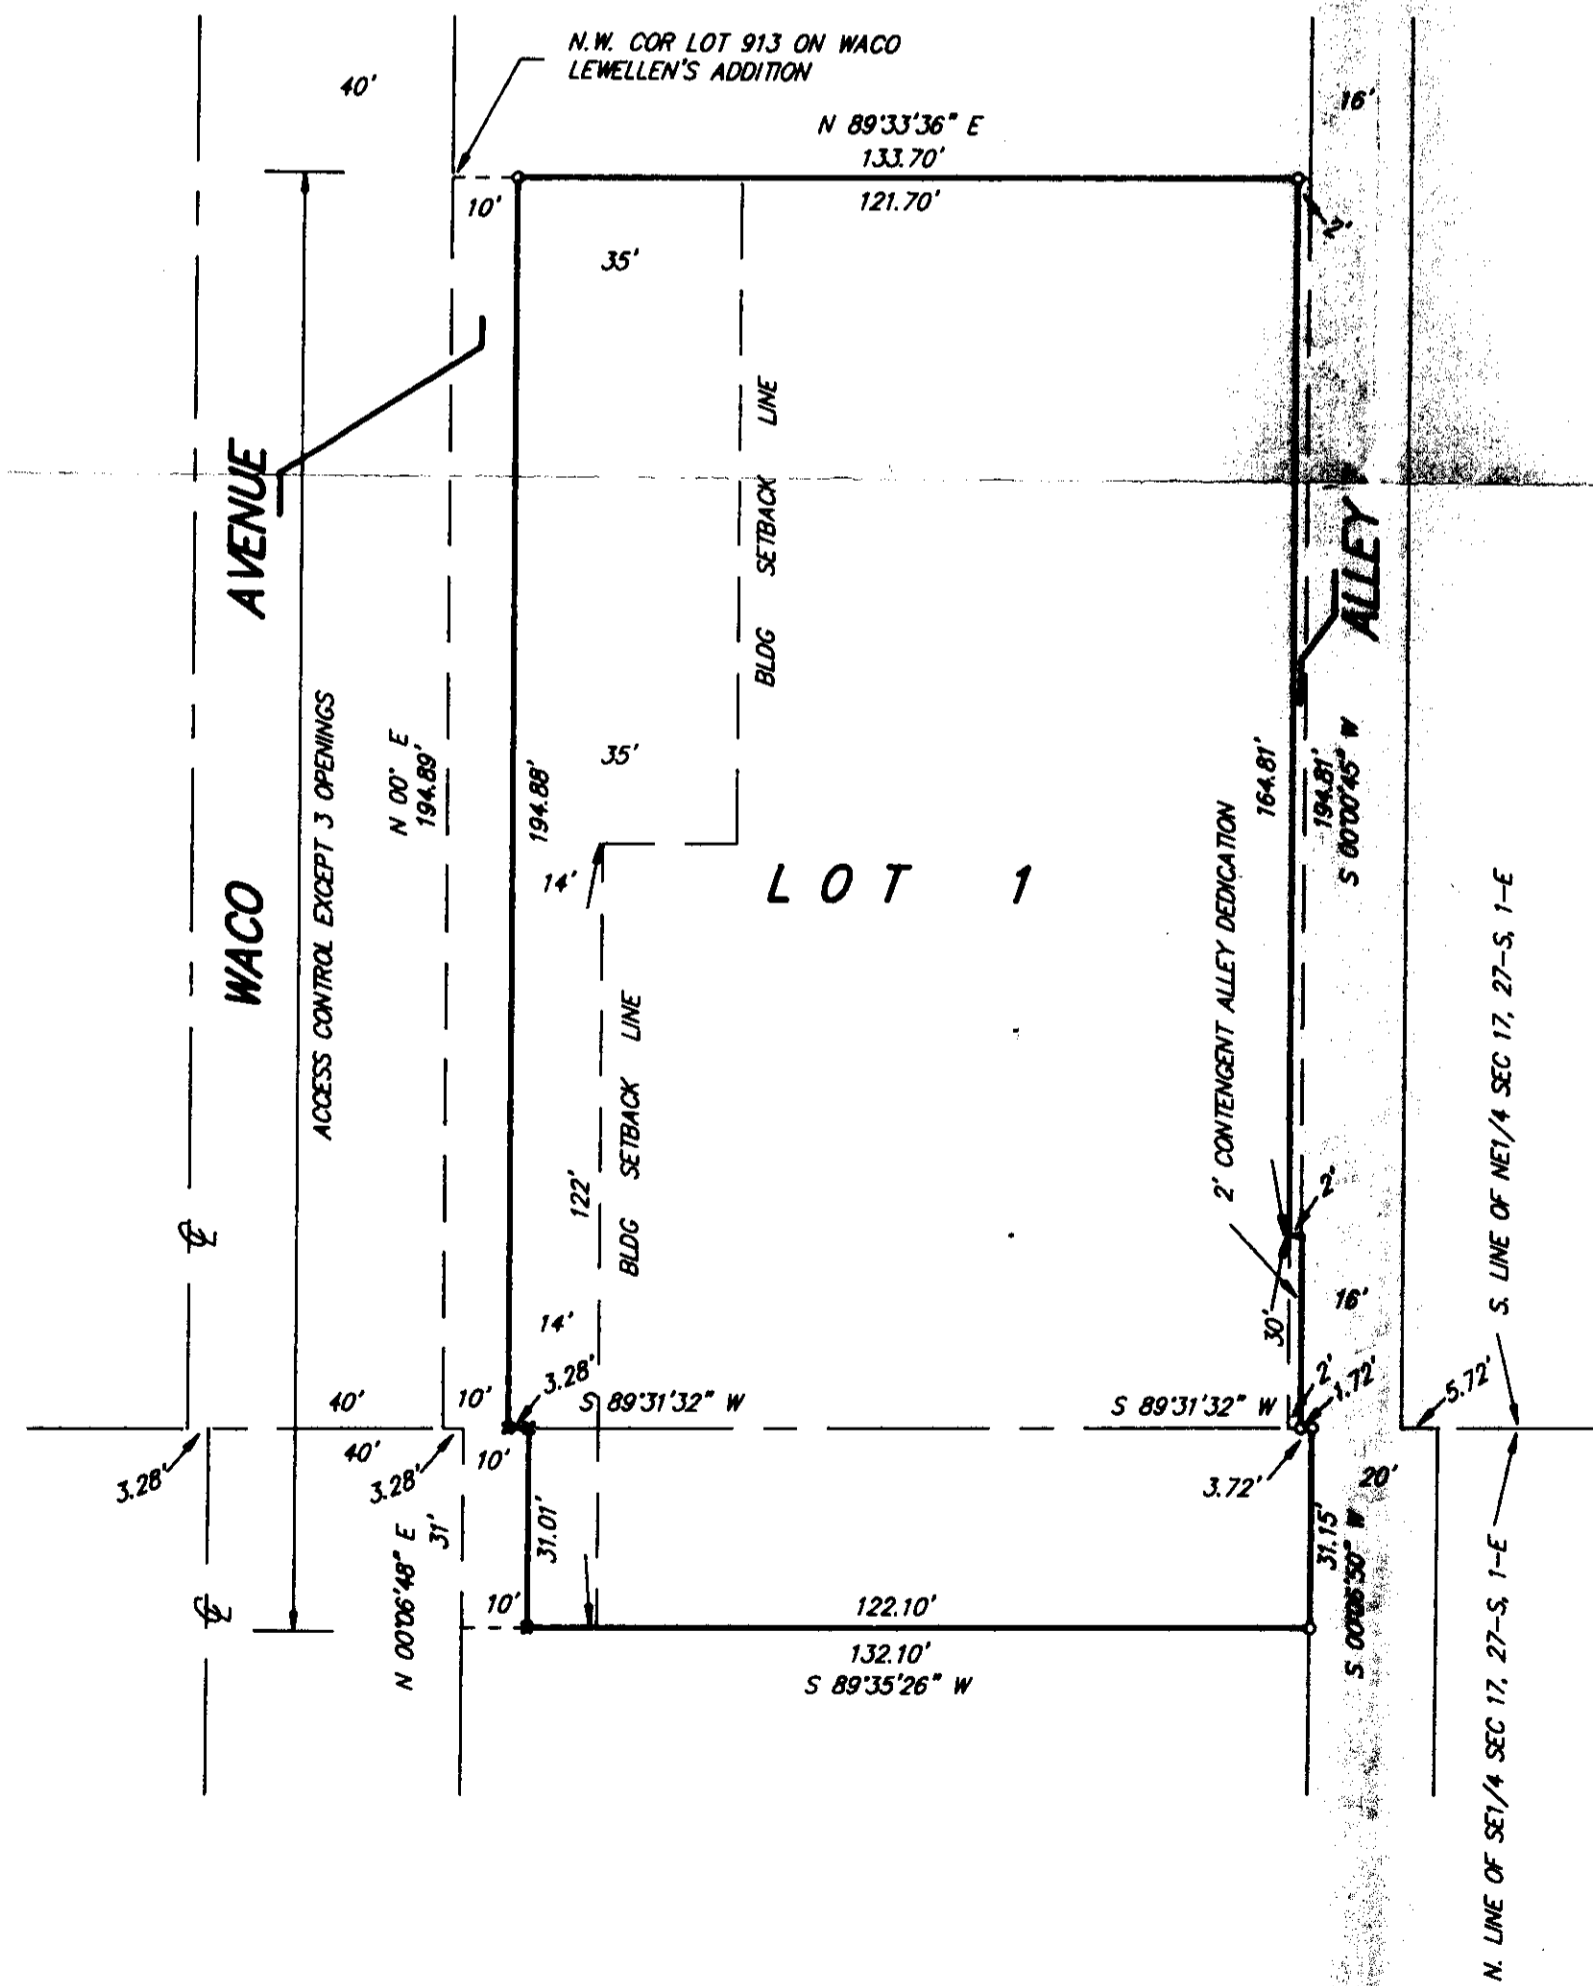 N.W. COR LOT 913 ON WACO
LEWELLEN'S ADDITION
40'
16'
N 89°33'36" E
133.70'
121.70'
10'
2'
35'
BLDG SETBACK LINE
WACO AVENUE
ACCESS CONTROL EXCEPT 3 OPENINGS
N 00° E
194.89'
194.88'
35'
14'
LOT 1
ALLEY
164.81'
194.81'
S 00°00'45" W
2' CONTENGENT ALLEY DEDICATION
BLDG SETBACK LINE
122'
2'
30'
16'
14'
3.28'
40'
10'
S 89°31'32" W
S 89°31'32" W
2'
1.72'
5.72'
S. LINE OF NE1/4 SEC 17, 27-S, 1-E
3.28'
40'
3.28'
10'
3.72'
20'
N 00°06'48" E
31'
31.01'
31.15'
S 00°06'50" W
10'
122.10'
132.10'
S 89°35'26" W
N. LINE OF SE1/4 SEC 17, 27-S, 1-E